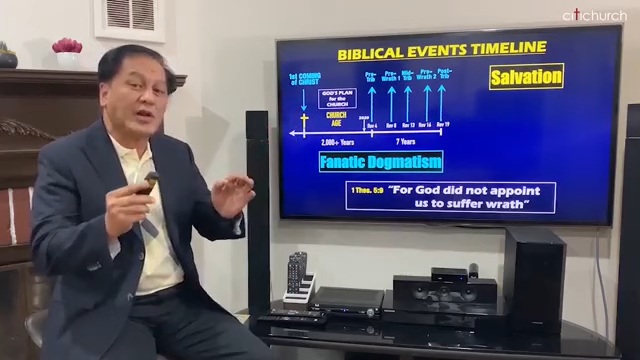 citichurch
BIBLICAL EVENTS TIMELINE
Salvation
1st COMING
of CHRIST
GOD'S PLAN
for the
CHURCH
CHURCH
AGE
Pre-
Trib
Pre-
Wrath 1
Mid-
Trib
Pre-
Wrath 2
Post-
Trib
Rev 4
Rev 8
Rev 13
Rev 16
Rev 19
2,000+ Years
7 Years
Fanatic Dogmatism
1 Thes. 5:9 "For God did not appoint
us to suffer wrath"